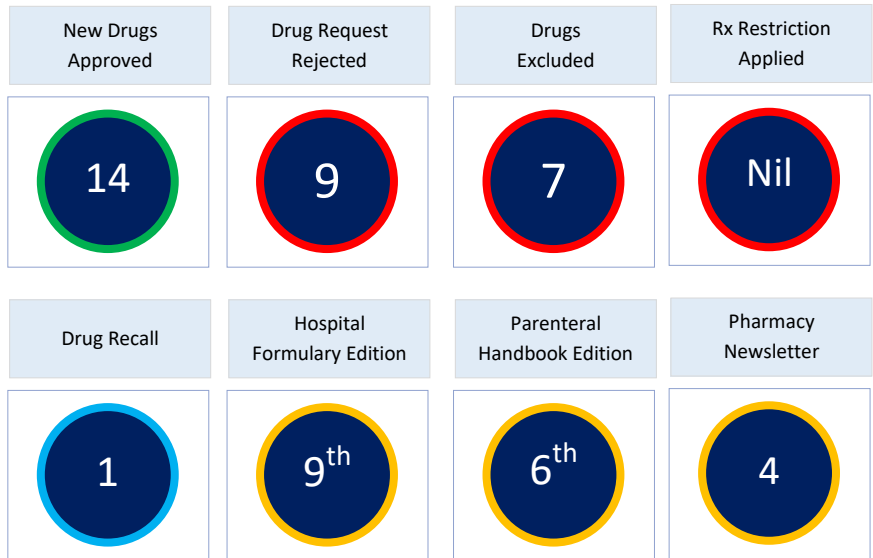 New Drugs
Approved
Drug Request
Rejected
Drugs
Excluded
Rx Restriction
Applied
14
9
7
Nil
Drug Recall
Hospital
Formulary Edition
Parenteral
Handbook Edition
Pharmacy
Newsletter
1
9th
6th
4